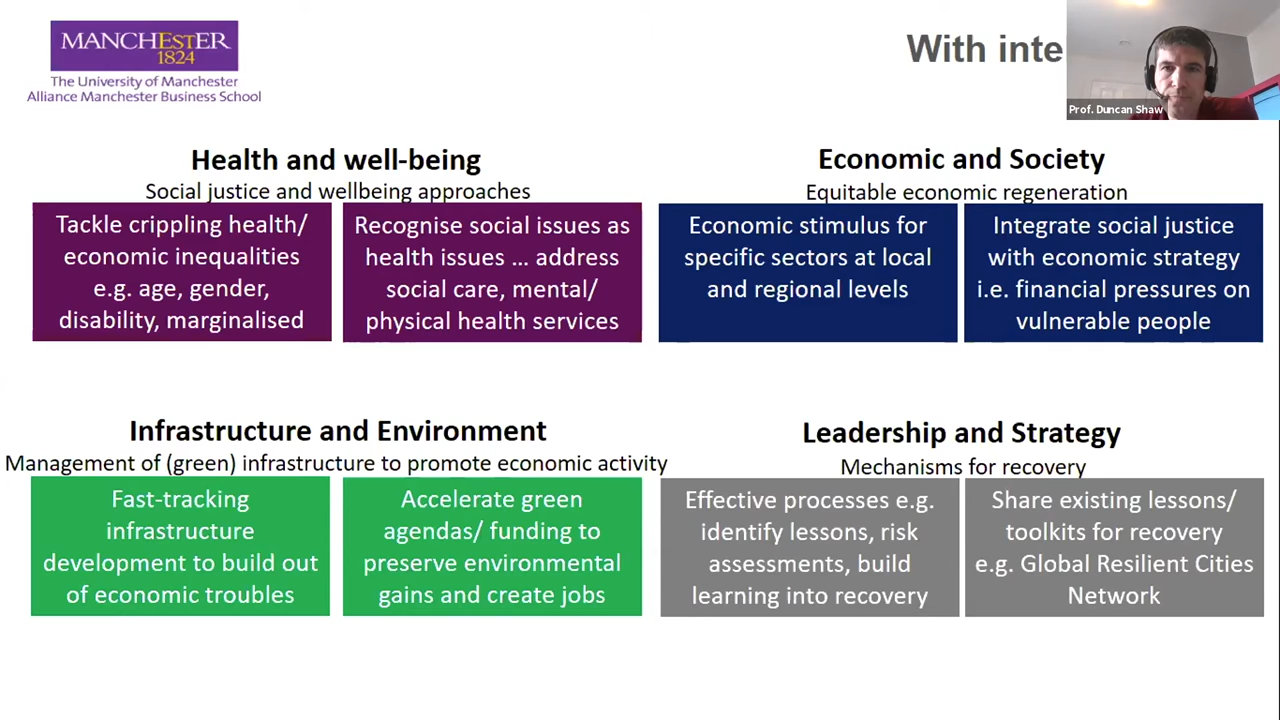 MANCHESTER
1824
The University of Manchester
Alliance Manchester Business School
With inte
Prof. Duncan Shaw
Health and well-being
Social justice and wellbeing approaches
Tackle crippling health/
economic inequalities
e.g. age, gender,
disability, marginalised
Recognise social issues as
health issues … address
social care, mental/
physical health services
Economic and Society
Equitable economic regeneration
Economic stimulus for
specific sectors at local
and regional levels
Integrate social justice
with economic strategy
i.e. financial pressures on
vulnerable people
Infrastructure and Environment
Management of (green) infrastructure to promote economic activity
Fast-tracking
infrastructure
development to build out
of economic troubles
Accelerate green
agendas/ funding to
preserve environmental
gains and create jobs
Leadership and Strategy
Mechanisms for recovery
Effective processes e.g.
identify lessons, risk
assessments, build
learning into recovery
Share existing lessons/
toolkits for recovery
e.g. Global Resilient Cities
Network